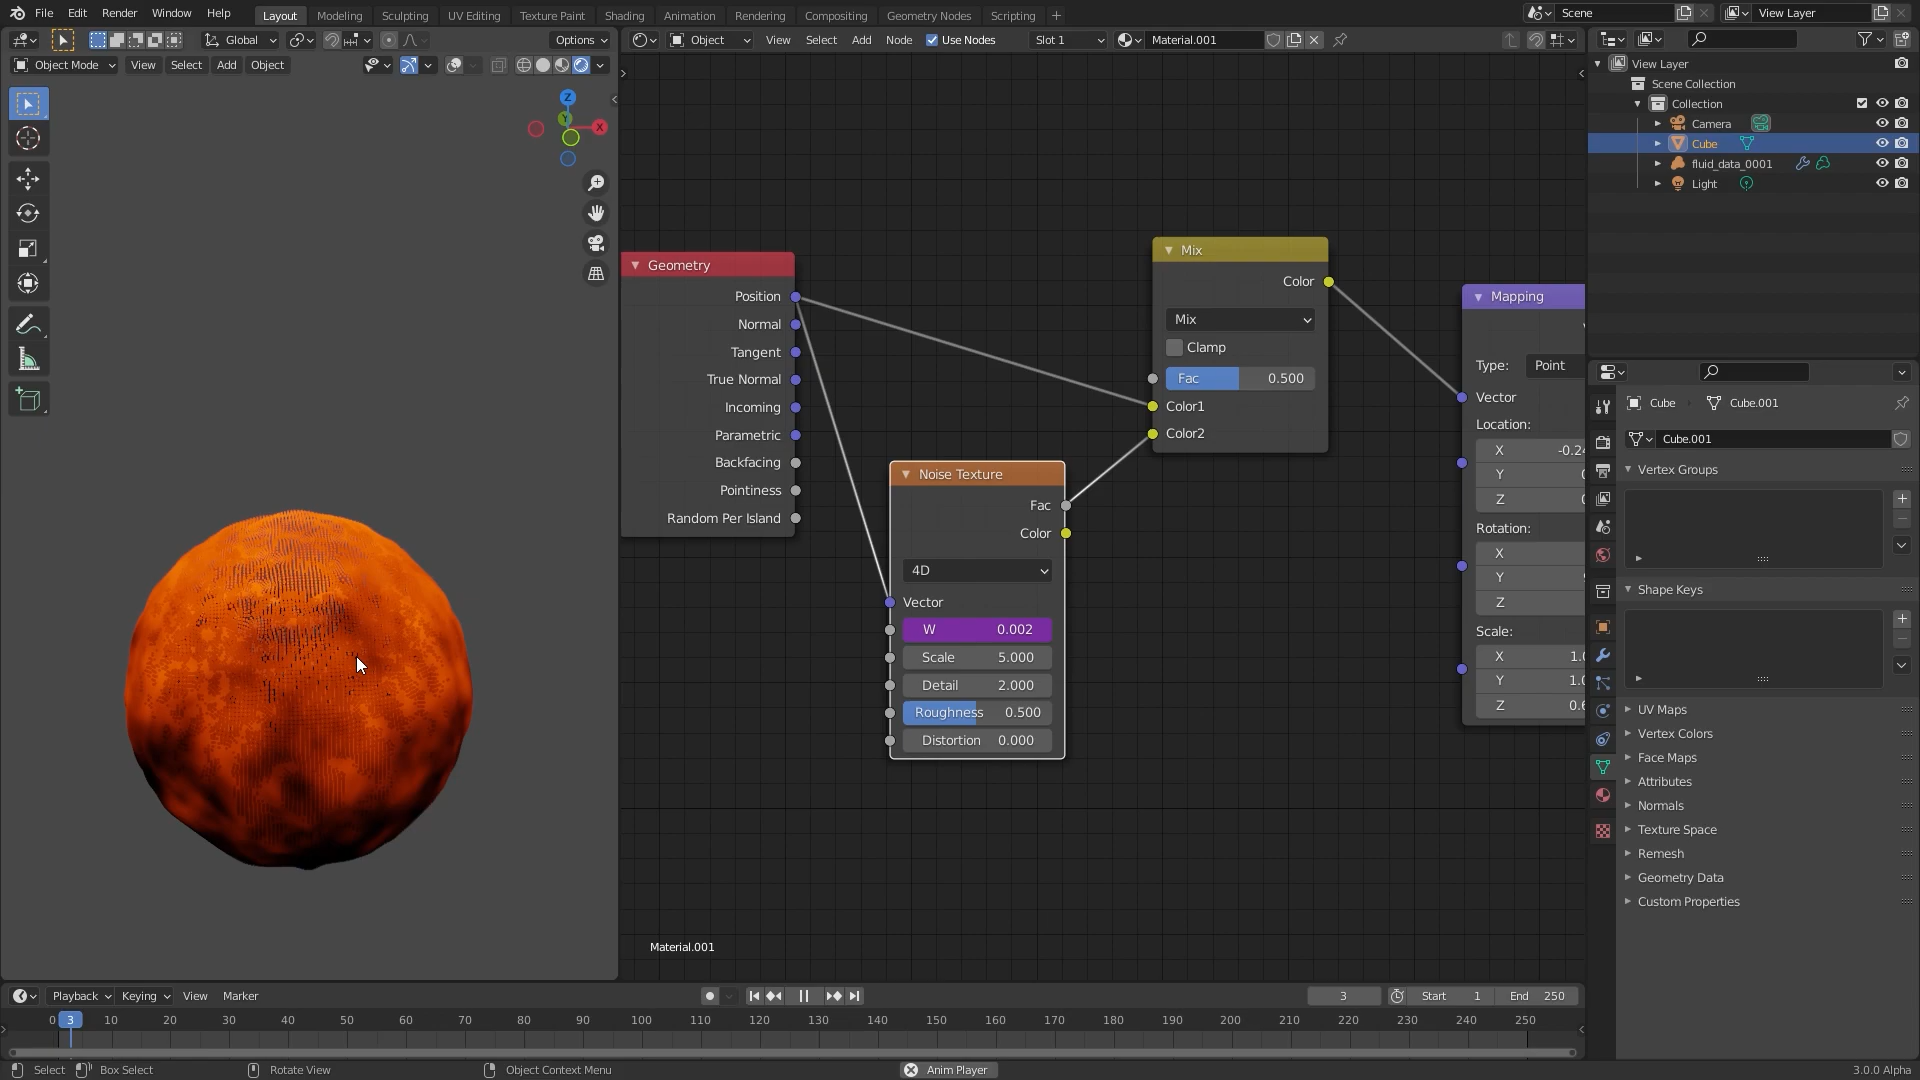 File Edit Render Window Help Layout Modeling Sculpting UV Editing Texture Paint Shading Animation Rendering Compositing Geometry Nodes Scripting + Scene View Layer
Global Options Object View Select Add Node Use Nodes Slot 1 Material.001
Object Mode View Select Add Object
View Layer
Scene Collection
Collection
Camera
Cube
fluid_data_0001
Light
Z
Y
X
Geometry
Position
Normal
Tangent
True Normal
Incoming
Parametric
Backfacing
Pointiness
Random Per Island
Mix
Color
Mix
Clamp
Fac 0.500
Color1
Color2
Noise Texture
Fac
Color
4D
Vector
W 0.002
Scale 5.000
Detail 2.000
Roughness 0.500
Distortion 0.000
Mapping
Type: Point
Vector
Location:
X -0.24
Y
Z
Rotation:
X
Y
Z
Scale:
X 1.0
Y 1.0
Z 0.6
Material.001
Cube Cube.001
Cube.001
Vertex Groups
Shape Keys
UV Maps
Vertex Colors
Face Maps
Attributes
Normals
Texture Space
Remesh
Geometry Data
Custom Properties
Playback Keying View Marker 3 Start 1 End 250
0 3 10 20 30 40 50 60 70 80 90 100 110 120 130 140 150 160 170 180 190 200 210 220 230 240 250
Select Box Select Rotate View Object Context Menu Anim Player 3.0.0 Alpha